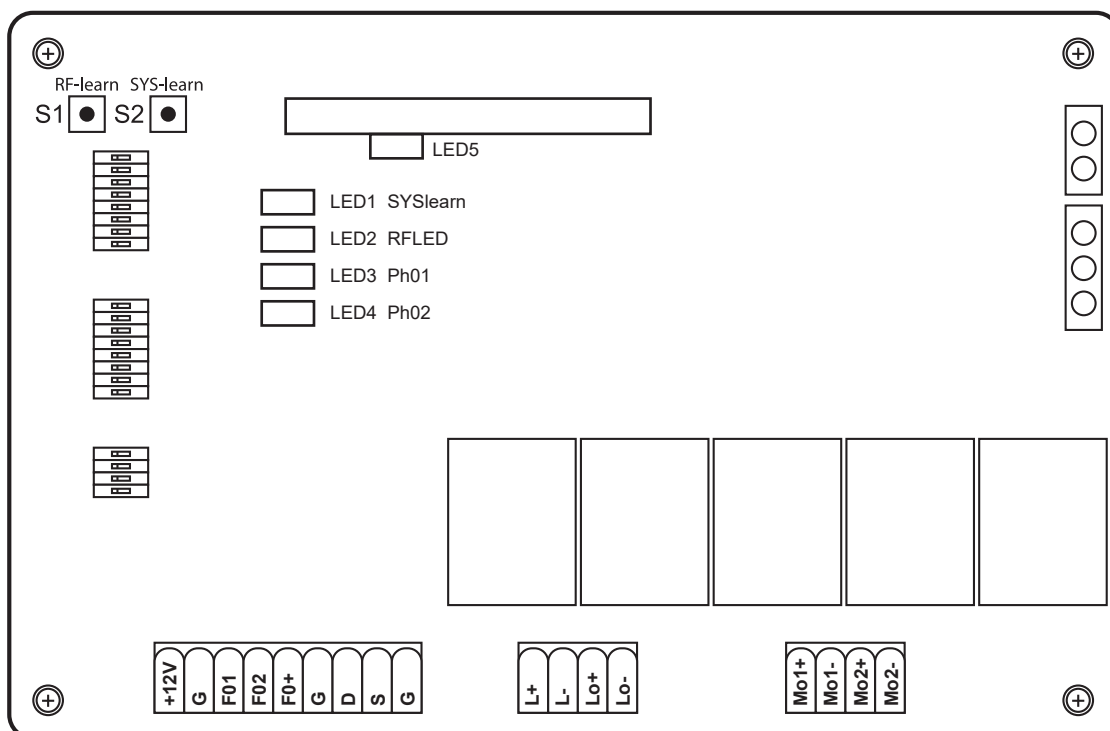 RF-learn SYS-learn
S1 S2
LED5
LED1 SYSlearn
LED2 RFLED
LED3 Ph01
LED4 Ph02
+12V G F01 F02 F0+ G D S G
L+ L- Lo+ Lo-
Mo1+ Mo1- Mo2+ Mo2-